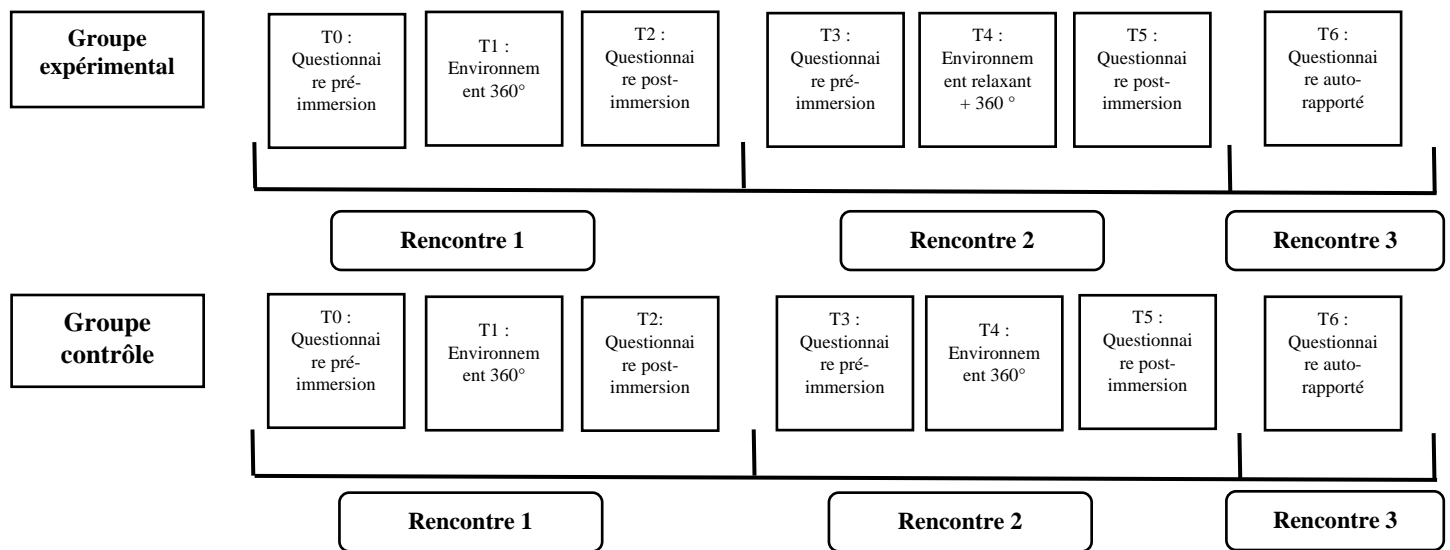 Groupe
expérimental
T0 :
Questionnai
re pré-
immersion
T1 :
Environnem
ent 360°
T2 :
Questionnai
re post-
immersion
T3 :
Questionnai
re pré-
immersion
T4 :
Environnem
ent relaxant
+ 360 °
T5 :
Questionnai
re post-
immersion
T6 :
Questionnai
re auto-
rapporté
Rencontre 1
Rencontre 2
Rencontre 3
Groupe
contrôle
T0 :
Questionnai
re pré-
immersion
T1 :
Environnem
ent 360°
T2:
Questionnai
re post-
immersion
T3 :
Questionnai
re pré-
immersion
T4 :
Environnem
ent 360°
T5 :
Questionnai
re post-
immersion
T6 :
Questionnai
re auto-
rapporté
Rencontre 1
Rencontre 2
Rencontre 3